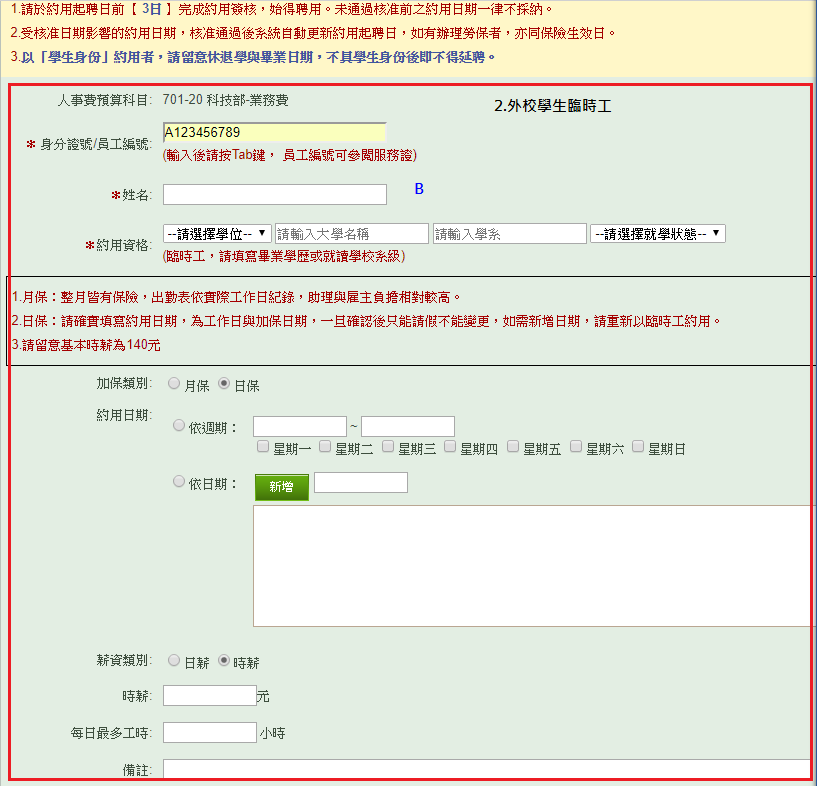 1.請於約用起聘日前【 3日 】完成約用簽核，始得聘用。未通過核准前之約用日期一律不採納。
2.受核准日期影響的約用日期，核准通過後系統自動更新約用起聘日，如有辦理勞保者，亦同保險生效日。
3.以「學生身份」約用者，請留意休退學與畢業日期，不具學生身份後即不得延聘。
人事費預算科目: 701-20 科技部-業務費
2.外校學生臨時工
* 身分證號/員工編號: A123456789
(輸入後請按Tab鍵， 員工編號可參閱服務證)
*姓名:
B
*約用資格: --請選擇學位-- 請輸入大學名稱 請輸入學系 --請選擇就學狀態--
(臨時工，請填寫畢業學歷或就讀學校系級)
1.月保：整月皆有保險，出勤表依實際工作日紀錄，助理與雇主負擔相對較高。
2.日保：請確實填寫約用日期，為工作日與加保日期，一旦確認後只能請假不能變更，如需新增日期，請重新以臨時工約用。
3.請留意基本時薪為140元
加保類別: 月保 日保
約用日期: 依週期： ~
星期一 星期二 星期三 星期四 星期五 星期六 星期日
依日期： 新增
薪資類別: 日薪 時薪
時薪: 元
每日最多工時: 小時
備註: